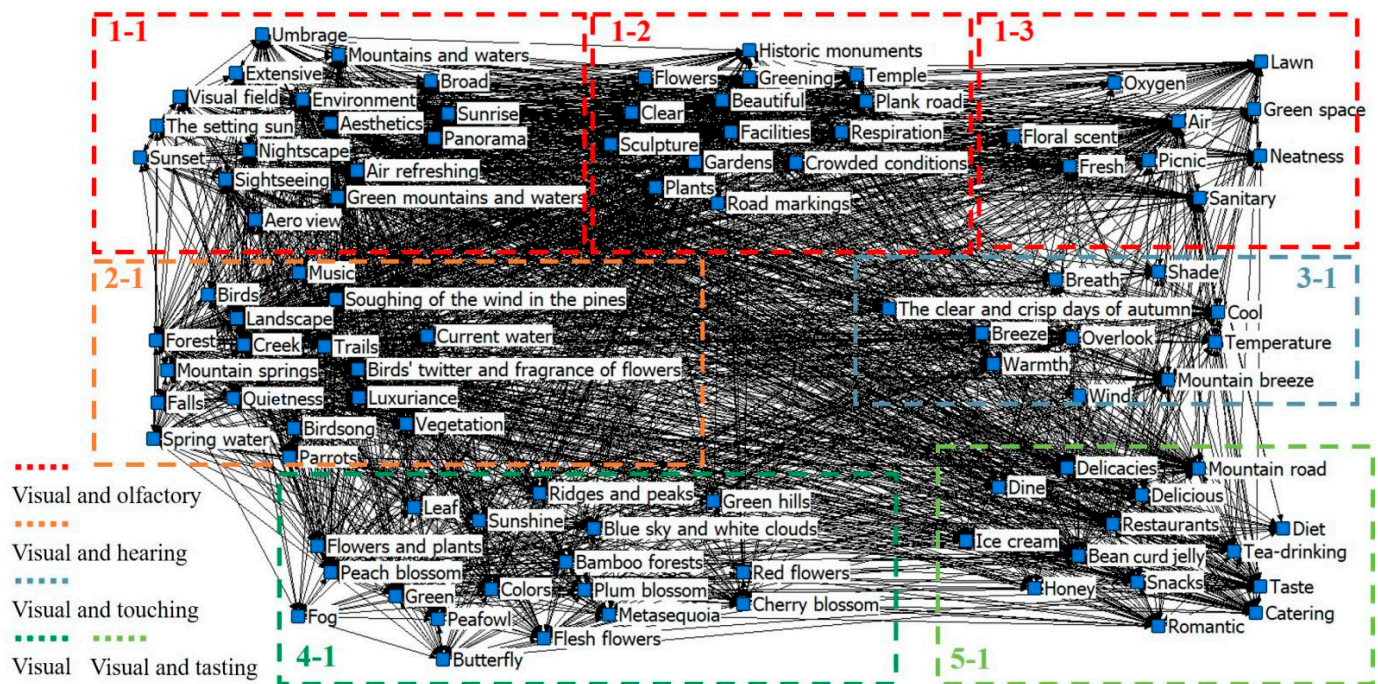 1-1
Umbrage
Mountains and waters
Extensive
Broad
Visual field
Environment
Sunrise
The setting sun
Aesthetics
Panorama
Sunset
Nightscape
Air refreshing
Sightseeing
Green mountains and waters
Aero view
1-2
Historic monuments
Flowers
Greening
Temple
Beautiful
Plank road
Clear
Facilities
Respiration
Sculpture
Gardens
Crowded conditions
Plants
Road markings
1-3
Lawn
Oxygen
Green space
Air
Floral scent
Neatness
Fresh
Picnic
Sanitary
2-1
Music
Birds
Soughing of the wind in the pines
Landscape
Current water
Forest
Creek
Trails
Mountain springs
Birds' twitter and fragrance of flowers
Falls
Quietness
Luxuriance
Vegetation
Spring water
Birdsong
Parrots
3-1
Shade
Breath
The clear and crisp days of autumn
Cool
Breeze
Overlook
Temperature
Warmth
Mountain breeze
Wind
Visual and olfactory
Visual and hearing
Visual and touching
Visual
Visual and tasting
4-1
Ridges and peaks
Green hills
Leaf
Sunshine
Blue sky and white clouds
Flowers and plants
Bamboo forests
Peach blossom
Red flowers
Green
Colors
Plum blossom
Cherry blossom
Fog
Peafowl
Metasequoia
Flesh flowers
Butterfly
5-1
Delicacies
Mountain road
Dine
Delicious
Restaurants
Diet
Ice cream
Bean curd jelly
Tea-drinking
Honey
Snacks
Taste
Catering
Romantic